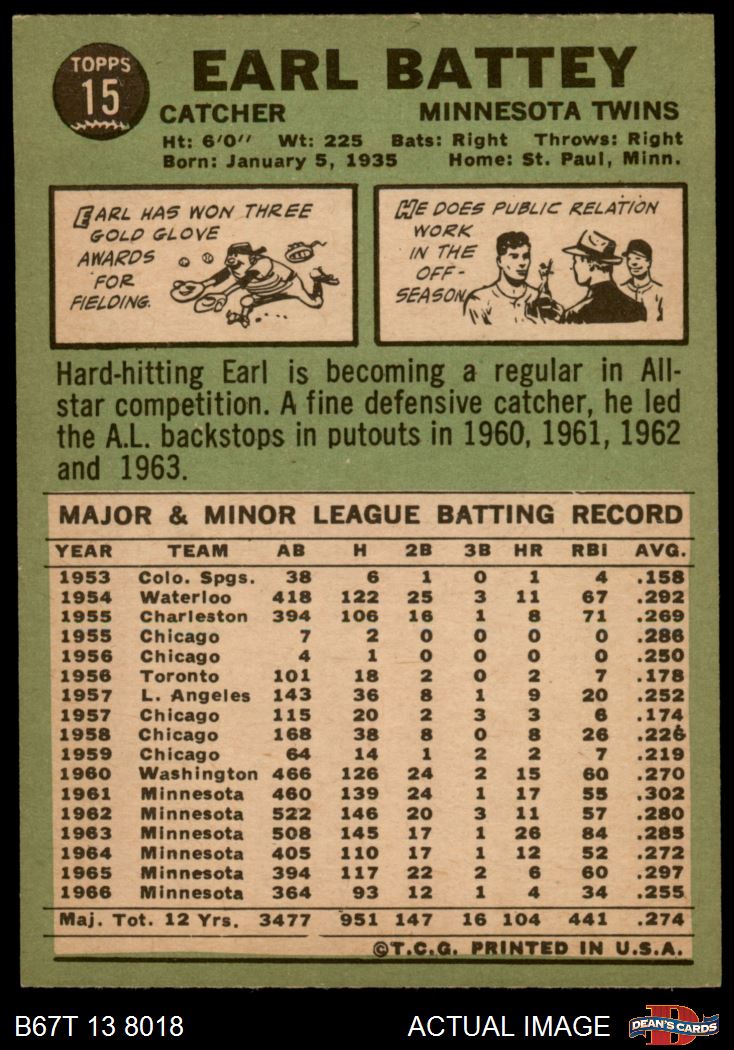 TOPPS
15
EARL BATTEY
CATCHER MINNESOTA TWINS
Ht: 6'0" Wt: 225 Bats: Right Throws: Right
Born: January 5, 1935 Home: St. Paul, Minn.
EARL HAS WON THREE
GOLD GLOVE
AWARDS
FOR
FIELDING.
HE DOES PUBLIC RELATION
WORK
IN THE
OFF-
SEASON
Hard-hitting Earl is becoming a regular in All-
star competition. A fine defensive catcher, he led
the A.L. backstops in putouts in 1960, 1961, 1962
and 1963.
MAJOR & MINOR LEAGUE BATTING RECORD
YEAR TEAM AB H 2B 3B HR RBI AVG.
1953 Colo. Spgs. 38 6 1 0 1 4 .158
1954 Waterloo 418 122 25 3 11 67 .292
1955 Charleston 394 106 16 1 8 71 .269
1955 Chicago 7 2 0 0 0 0 .286
1956 Chicago 4 1 0 0 0 0 .250
1956 Toronto 101 18 2 0 2 7 .178
1957 L. Angeles 143 36 8 1 9 20 .252
1957 Chicago 115 20 2 3 3 6 .174
1958 Chicago 168 38 8 0 8 26 .226
1959 Chicago 64 14 1 2 2 7 .219
1960 Washington 466 126 24 2 15 60 .270
1961 Minnesota 460 139 24 1 17 55 .302
1962 Minnesota 522 146 20 3 11 57 .280
1963 Minnesota 508 145 17 1 26 84 .285
1964 Minnesota 405 110 17 1 12 52 .272
1965 Minnesota 394 117 22 2 6 60 .297
1966 Minnesota 364 93 12 1 4 34 .255
Maj. Tot. 12 Yrs. 3477 951 147 16 104 441 .274
©T.C.G. PRINTED IN U.S.A.
B67T 13 8018 ACTUAL IMAGE DEAN'S CARDS